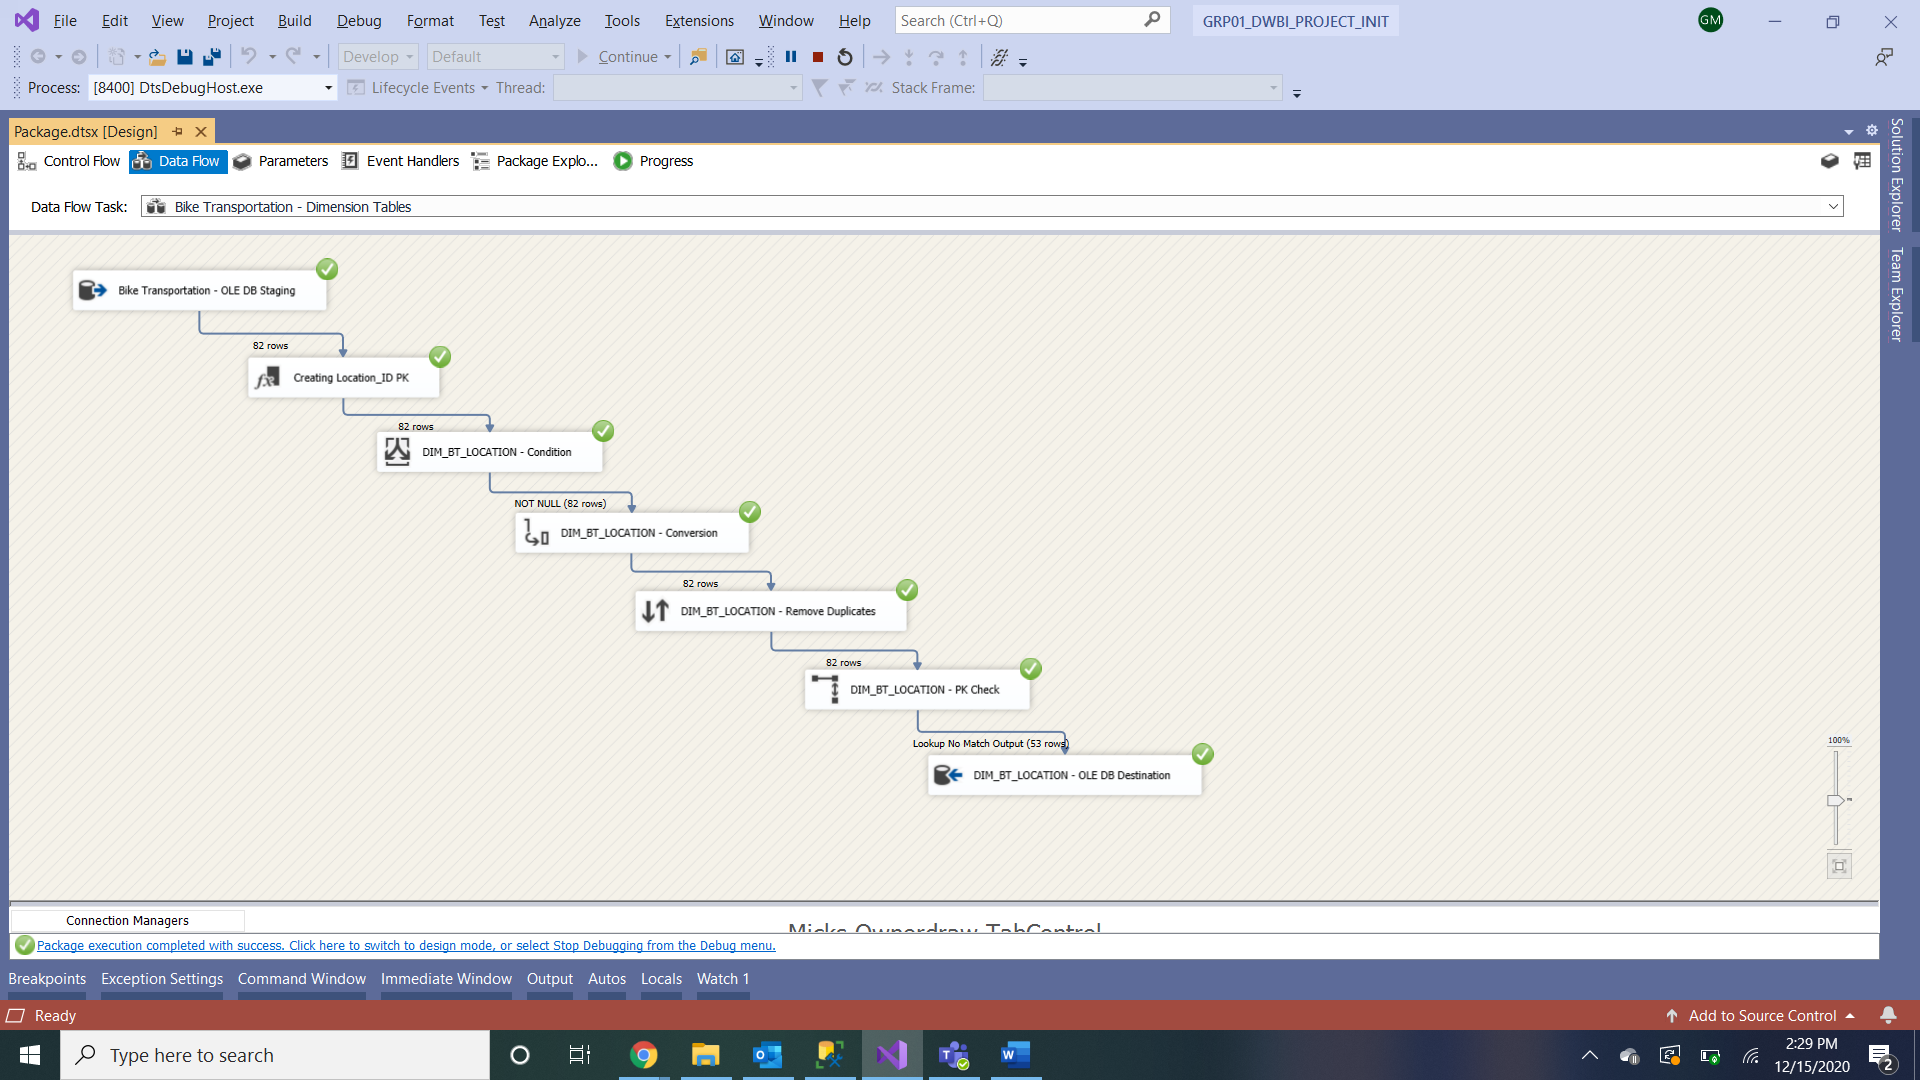 File Edit View Project Build Debug Format Test Analyze Tools Extensions Window Help Search (Ctrl+Q) GRP01_DWBI_PROJECT_INIT GM
Develop Default Continue
Process: [8400] DtsDebugHost.exe Lifecycle Events Thread: Stack Frame:
Package.dtsx [Design]
Control Flow Data Flow Parameters Event Handlers Package Explo... Progress
Solution Explorer
Team Explorer
Data Flow Task: Bike Transportation - Dimension Tables
Bike Transportation - OLE DB Staging
82 rows
Creating Location_ID PK
82 rows
DIM_BT_LOCATION - Condition
NOT NULL (82 rows)
DIM_BT_LOCATION - Conversion
82 rows
DIM_BT_LOCATION - Remove Duplicates
82 rows
DIM_BT_LOCATION - PK Check
Lookup No Match Output (53 rows)
DIM_BT_LOCATION - OLE DB Destination
100%
Connection Managers
Micks Ownerdraw TabControl
Package execution completed with success. Click here to switch to design mode, or select Stop Debugging from the Debug menu.
Breakpoints Exception Settings Command Window Immediate Window Output Autos Locals Watch 1
Ready Add to Source Control
Type here to search
2:29 PM
12/15/2020
2